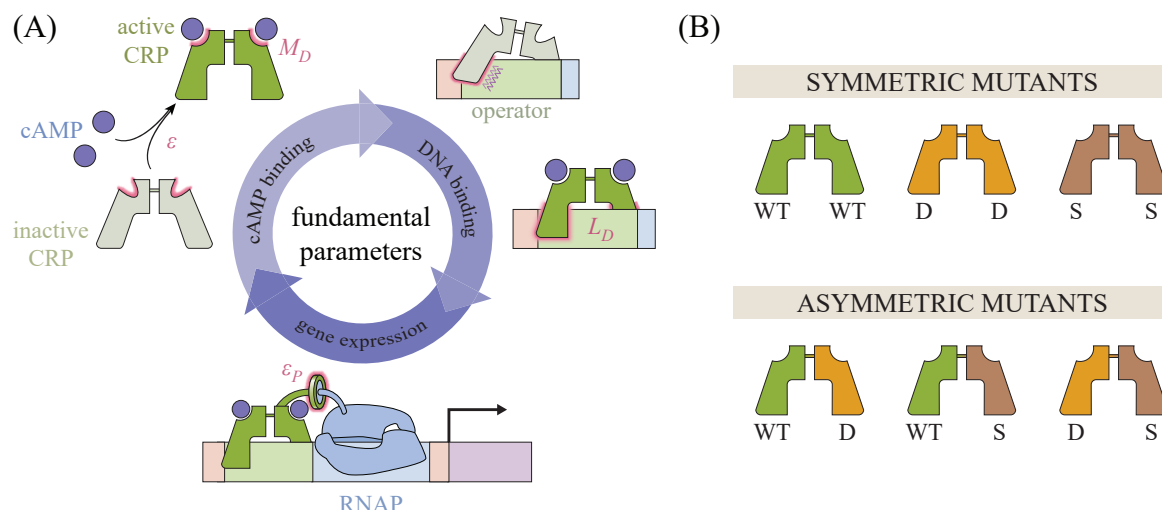 (A)
active
CRP
M_D
cAMP
ε
inactive
CRP
cAMP binding
DNA binding
gene expression
fundamental
parameters
operator
L_D
ε_P
RNAP
(B)
SYMMETRIC MUTANTS
WT WT D D S S
ASYMMETRIC MUTANTS
WT D WT S D S